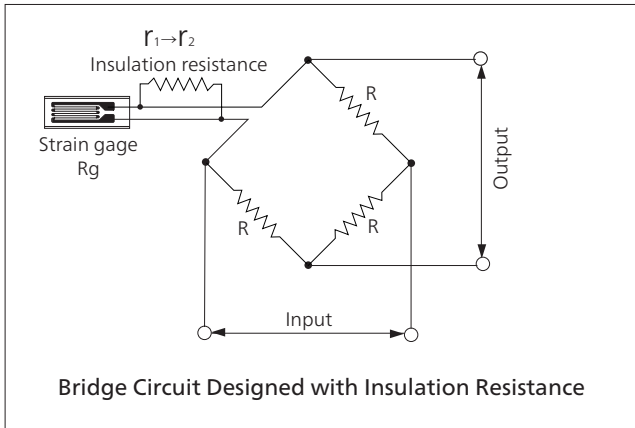 r₁→r₂
Insulation resistance
Strain gage
Rg
R
R
R
Output
Input
Bridge Circuit Designed with Insulation Resistance